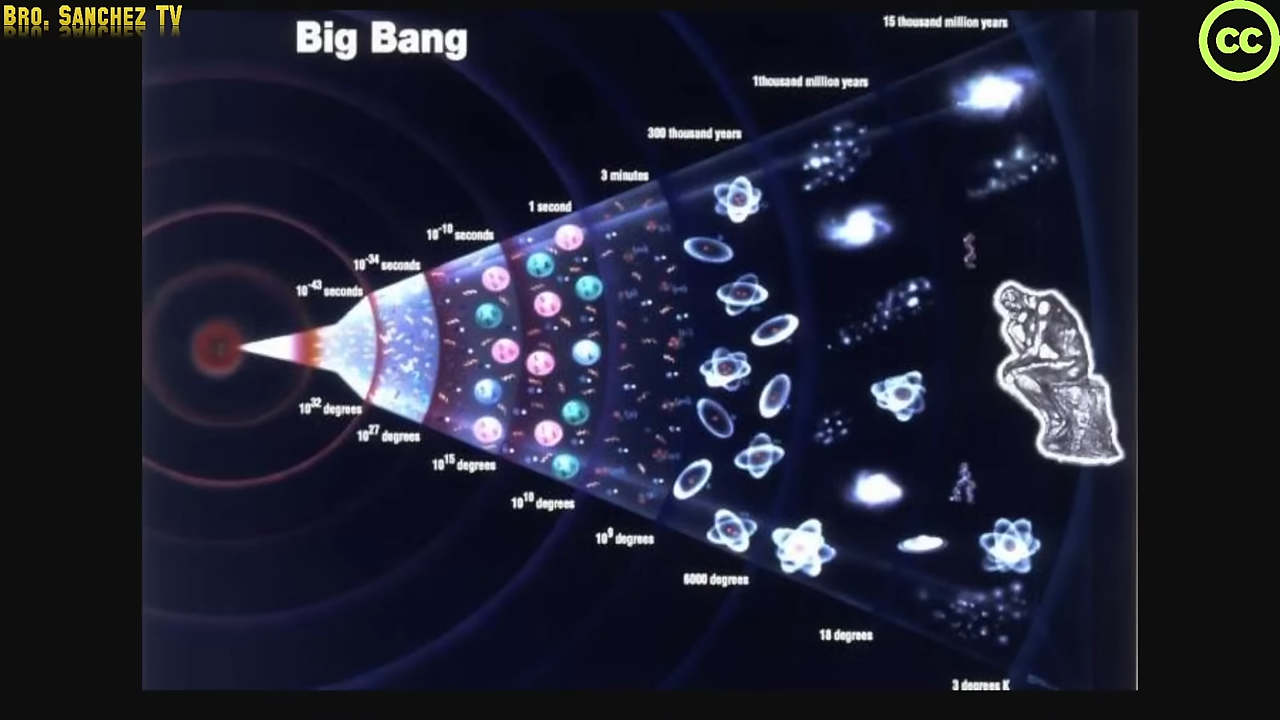 BRO. SANCHEZ TV
CC
Big Bang
15 thousand million years
1thousand million years
300 thousand years
3 minutes
1 second
10⁻¹⁰ seconds
10⁻³⁴ seconds
10⁻⁴³ seconds
10³² degrees
10²⁷ degrees
10¹⁵ degrees
10¹⁰ degrees
10⁹ degrees
6000 degrees
18 degrees
3 degrees K